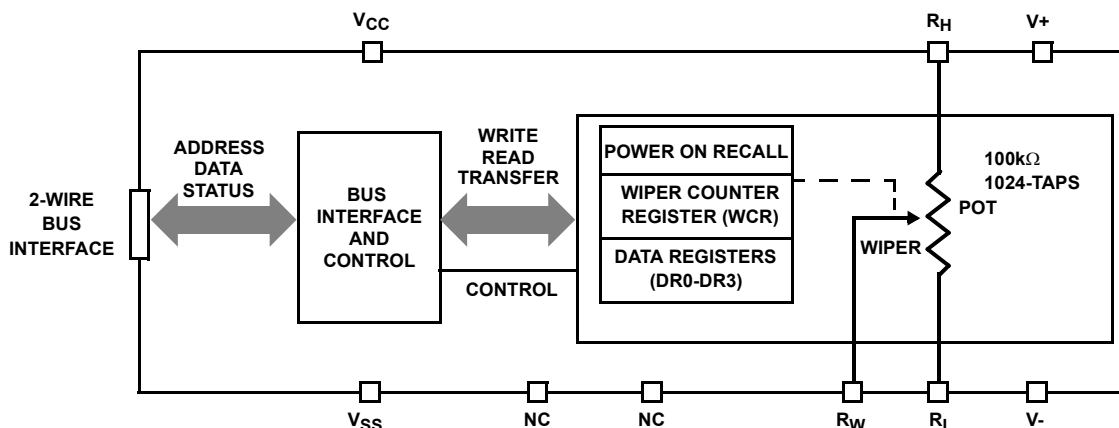 VCC
RH
V+
ADDRESS
DATA
STATUS
2-WIRE
BUS
INTERFACE
BUS
INTERFACE
AND
CONTROL
WRITE
READ
TRANSFER
CONTROL
POWER ON RECALL
WIPER COUNTER
REGISTER (WCR)
DATA REGISTERS
(DR0-DR3)
100kΩ
1024-TAPS
POT
WIPER
VSS
NC
NC
RW
RL
V-